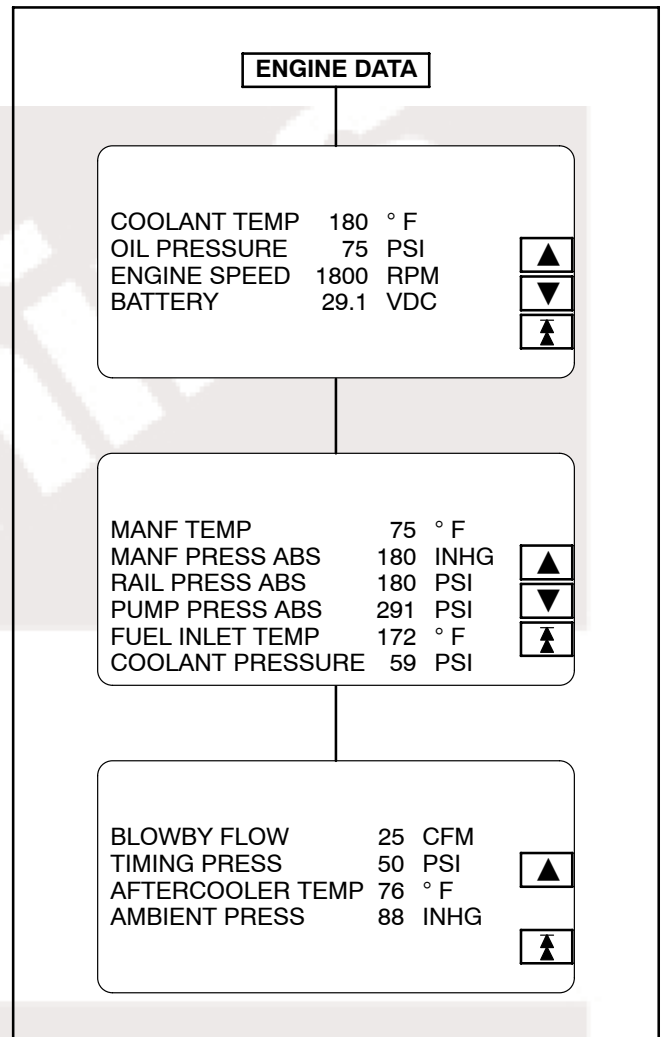 ENGINE DATA
COOLANT TEMP 180 ° F
OIL PRESSURE 75 PSI
ENGINE SPEED 1800 RPM
BATTERY 29.1 VDC
MANF TEMP 75 ° F
MANF PRESS ABS 180 INHG
RAIL PRESS ABS 180 PSI
PUMP PRESS ABS 291 PSI
FUEL INLET TEMP 172 ° F
COOLANT PRESSURE 59 PSI
BLOWBY FLOW 25 CFM
TIMING PRESS 50 PSI
AFTERCOOLER TEMP 76 ° F
AMBIENT PRESS 88 INHG